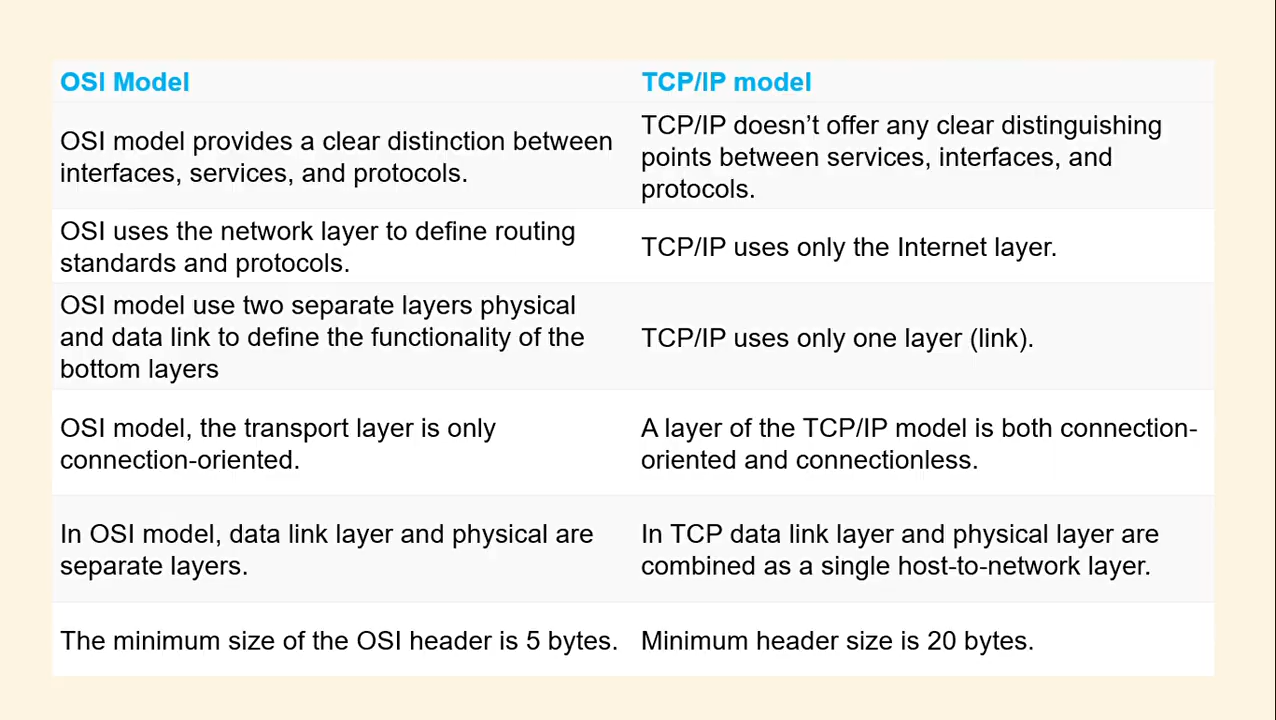 OSI Model
TCP/IP model
OSI model provides a clear distinction between
interfaces, services, and protocols.
TCP/IP doesn’t offer any clear distinguishing
points between services, interfaces, and
protocols.
OSI uses the network layer to define routing
standards and protocols.
TCP/IP uses only the Internet layer.
OSI model use two separate layers physical
and data link to define the functionality of the
bottom layers
TCP/IP uses only one layer (link).
OSI model, the transport layer is only
connection-oriented.
A layer of the TCP/IP model is both connection-
oriented and connectionless.
In OSI model, data link layer and physical are
separate layers.
In TCP data link layer and physical layer are
combined as a single host-to-network layer.
The minimum size of the OSI header is 5 bytes.
Minimum header size is 20 bytes.